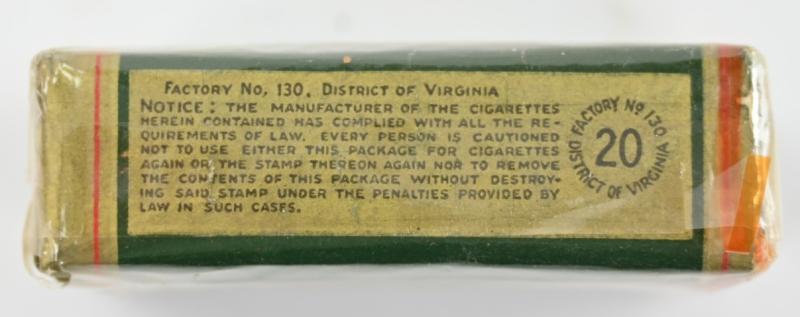 FACTORY No. 130. DISTRICT OF VIRGINIA
NOTICE: THE MANUFACTURER OF THE CIGARETTES
HEREIN CONTAINED HAS COMPLIED WITH ALL THE RE-
QUIREMENTS OF LAW. EVERY PERSON IS CAUTIONED
NOT TO USE EITHER THIS PACKAGE FOR CIGARETTES
AGAIN OR THE STAMP THEREON AGAIN NOR TO REMOVE
THE CONTENTS OF THIS PACKAGE WITHOUT DESTROY-
ING SAID STAMP UNDER THE PENALTIES PROVIDED BY
LAW IN SUCH CASES.
FACTORY No 130
20
DISTRICT OF VIRGINIA